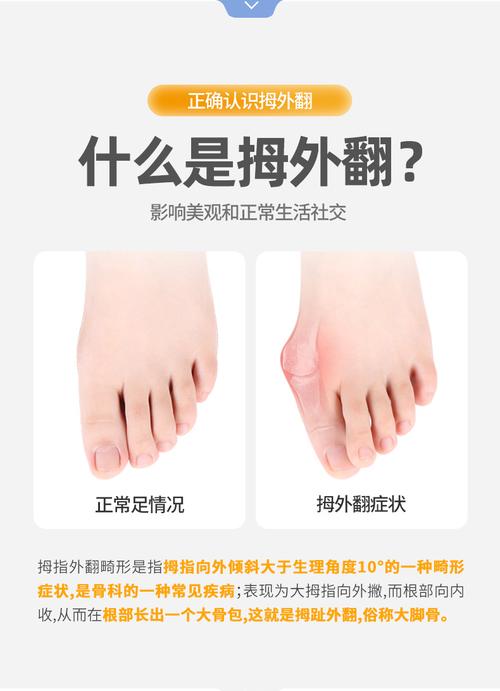 正确认识拇外翻
什么是拇外翻?
影响美观和正常生活社交
正常足情况
拇外翻症状
拇指外翻畸形是指拇指向外倾斜大于生理角度10°的一种畸形
症状,是骨科的一种常见疾病;表现为大拇指向外撇,而根部向内
收,从而在根部长出一个大骨包,这就是拇趾外翻,俗称大脚骨。